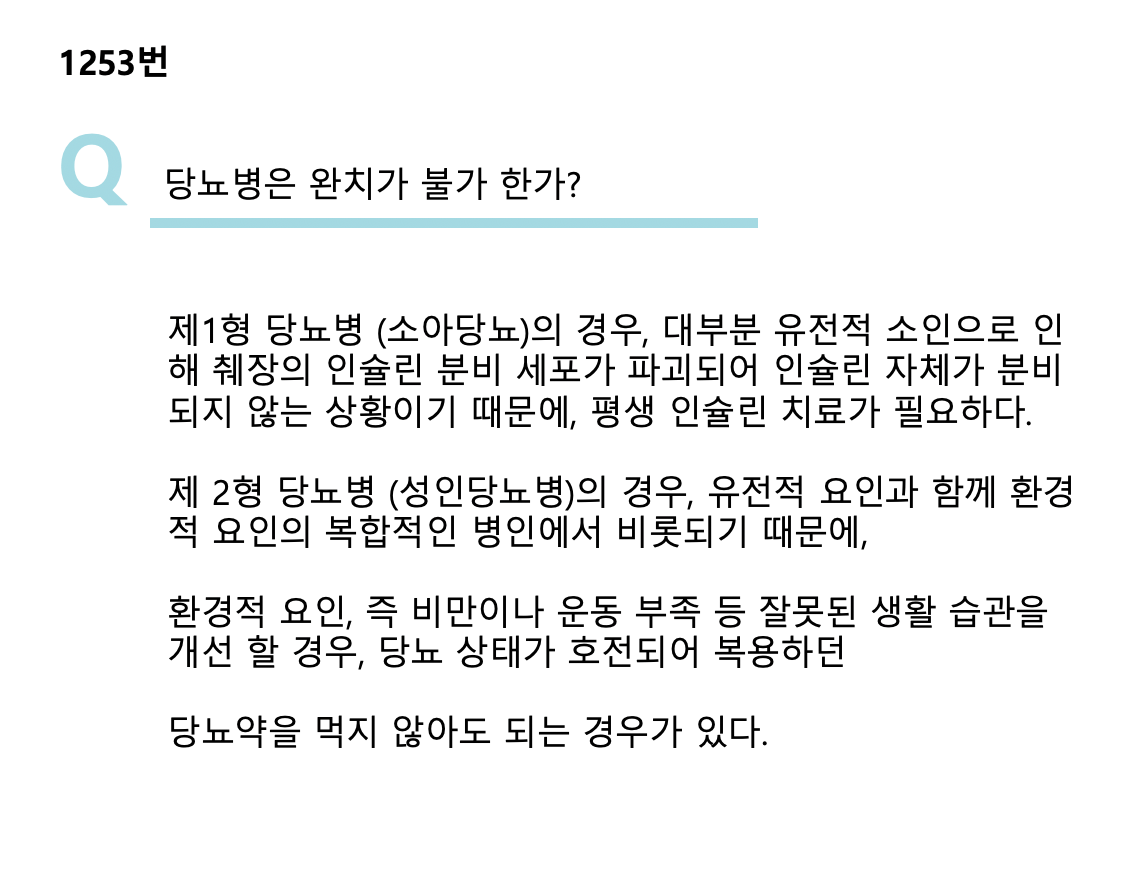 1253번
Q
당뇨병은 완치가 불가 한가?
제1형 당뇨병 (소아당뇨)의 경우, 대부분 유전적 소인으로 인
해 췌장의 인슐린 분비 세포가 파괴되어 인슐린 자체가 분비
되지 않는 상황이기 때문에, 평생 인슐린 치료가 필요하다.
제 2형 당뇨병 (성인당뇨병)의 경우, 유전적 요인과 함께 환경
적 요인의 복합적인 병인에서 비롯되기 때문에,
환경적 요인, 즉 비만이나 운동 부족 등 잘못된 생활 습관을
개선 할 경우, 당뇨 상태가 호전되어 복용하던
당뇨약을 먹지 않아도 되는 경우가 있다.